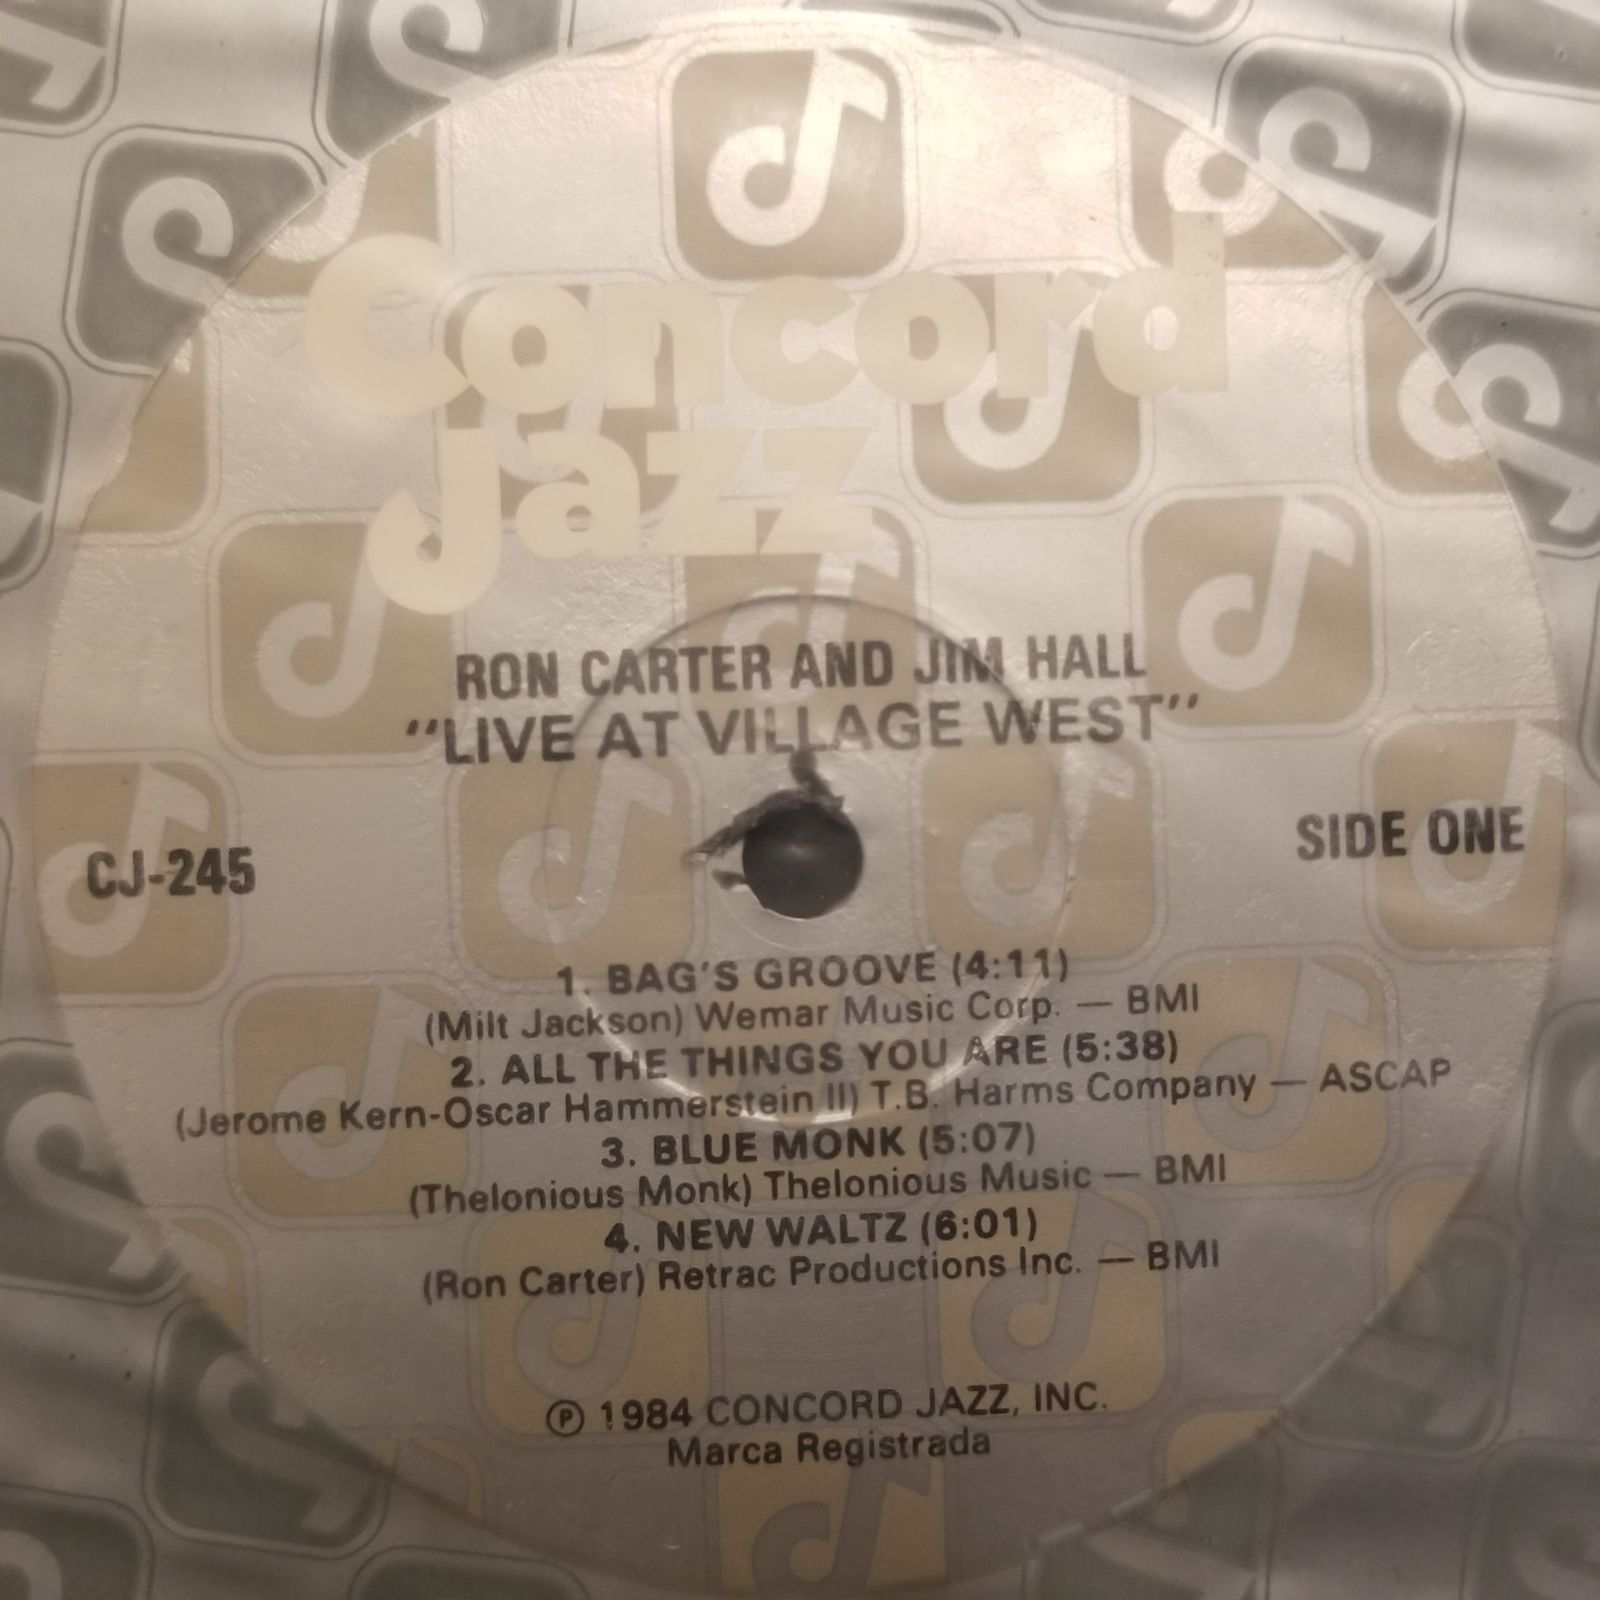 Concord
Jazz
RON CARTER AND JIM HALL
"LIVE AT VILLAGE WEST"
CJ-245
SIDE ONE
1. BAG'S GROOVE (4:11)
(Milt Jackson) Wemar Music Corp. — BMI
2. ALL THE THINGS YOU ARE (5:38)
(Jerome Kern-Oscar Hammerstein II) T.B. Harms Company — ASCAP
3. BLUE MONK (5:07)
(Thelonious Monk) Thelonious Music — BMI
4. NEW WALTZ (6:01)
(Ron Carter) Retrac Productions Inc. — BMI
℗ 1984 CONCORD JAZZ, INC.
Marca Registrada